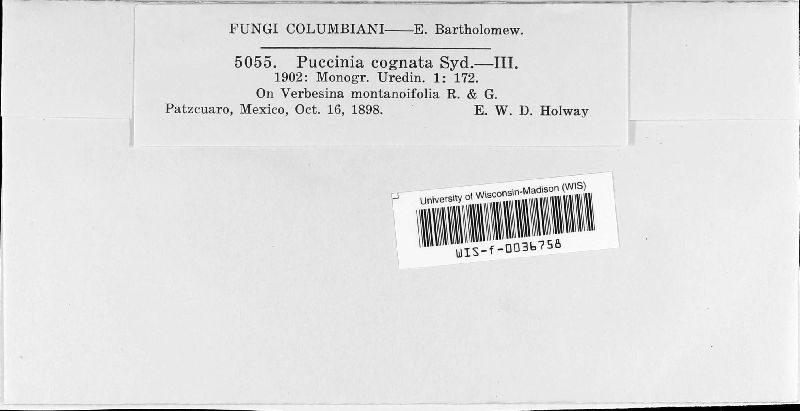 FUNGI COLUMBIANI——E. Bartholomew.
5055. Puccinia cognata Syd.—III.
1902: Monogr. Uredin. 1: 172.
On Verbesina montanoifolia R. & G.
Patzcuaro, Mexico, Oct. 16, 1898. E. W. D. Holway
University of Wisconsin-Madison (WIS)
WIS-f-0036758